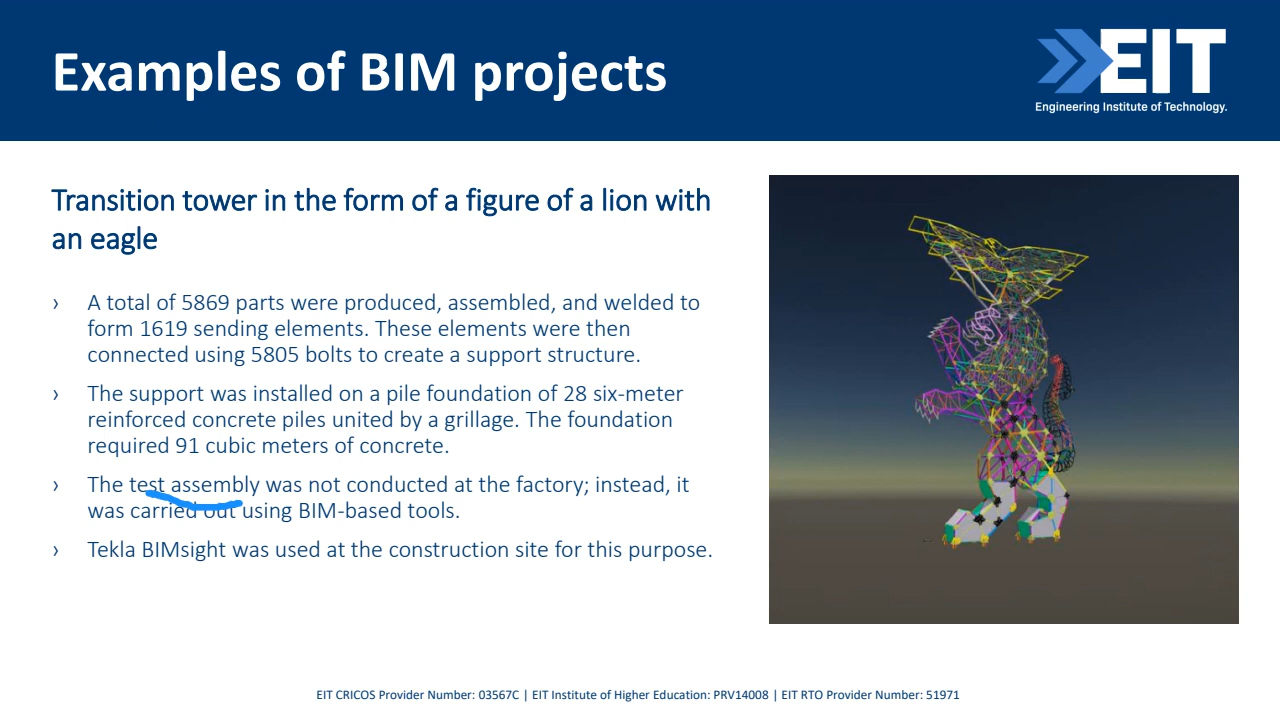 Examples of BIM projects
EIT
Engineering Institute of Technology.
Transition tower in the form of a figure of a lion with
an eagle
› A total of 5869 parts were produced, assembled, and welded to
form 1619 sending elements. These elements were then
connected using 5805 bolts to create a support structure.
› The support was installed on a pile foundation of 28 six-meter
reinforced concrete piles united by a grillage. The foundation
required 91 cubic meters of concrete.
› The test assembly was not conducted at the factory; instead, it
was carried out using BIM-based tools.
› Tekla BIMsight was used at the construction site for this purpose.
EIT CRICOS Provider Number: 03567C | EIT Institute of Higher Education: PRV14008 | EIT RTO Provider Number: 51971